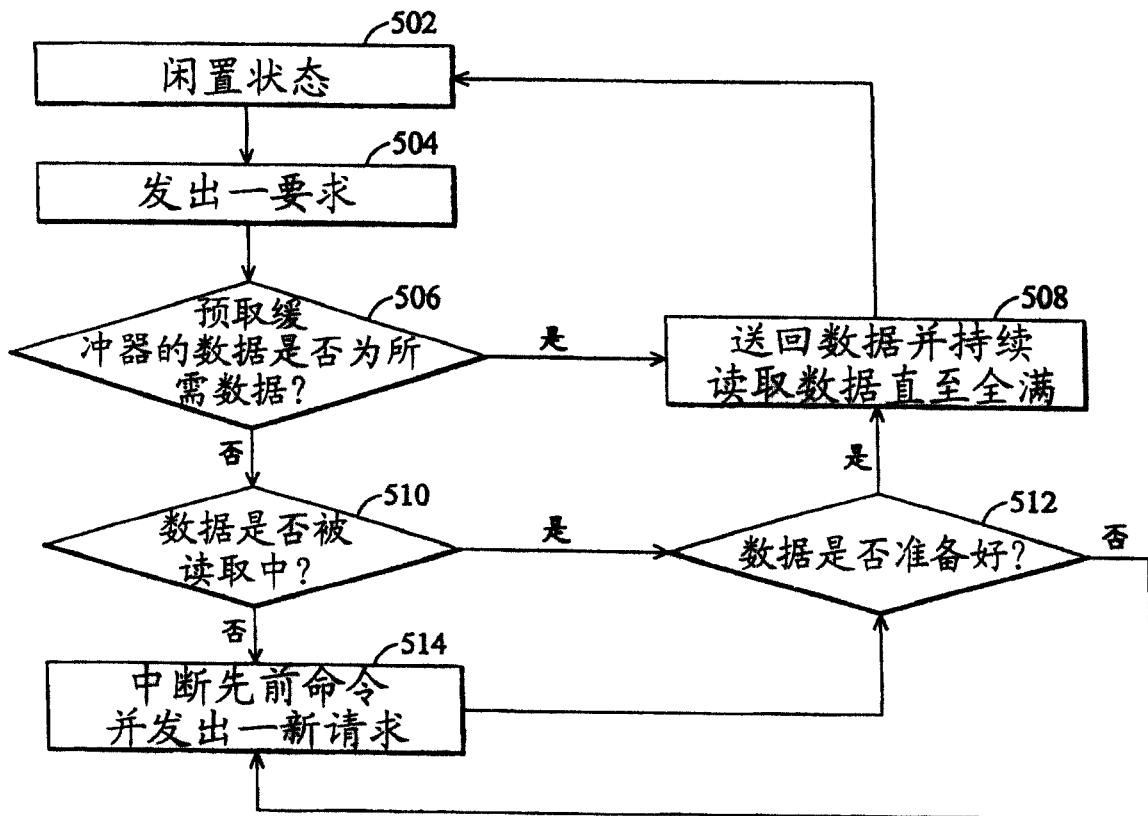 502
闲置状态
504
发出一要求
506
预取缓
冲器的数据是否为所
需数据?
是
508
送回数据并持续
读取数据直至全满
否
是
510
数据是否被
读取中?
是
512
数据是否准备好?
否
否
514
中断先前命令
并发出一新请求